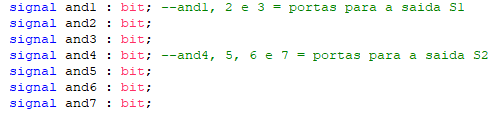 signal and1 : bit; --and1, 2 e 3 = portas para a saida S1
signal and2 : bit;
signal and3 : bit;
signal and4 : bit; --and4, 5, 6 e 7 = portas para a saida S2
signal and5 : bit;
signal and6 : bit;
signal and7 : bit;